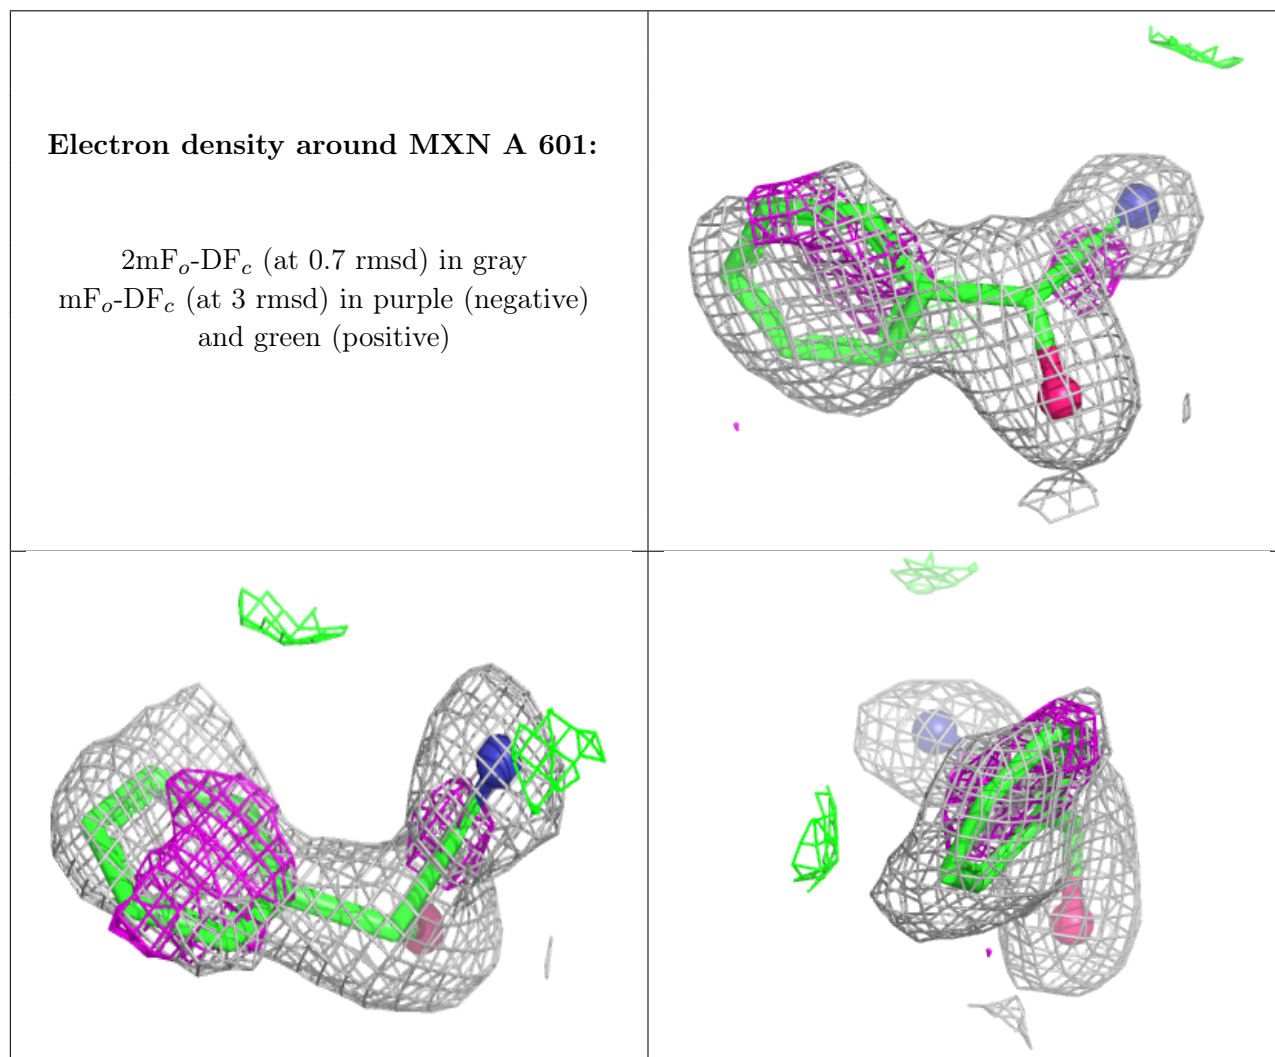 Electron density around MXN A 601:
2mFo-DFc (at 0.7 rmsd) in gray
mFo-DFc (at 3 rmsd) in purple (negative)
and green (positive)